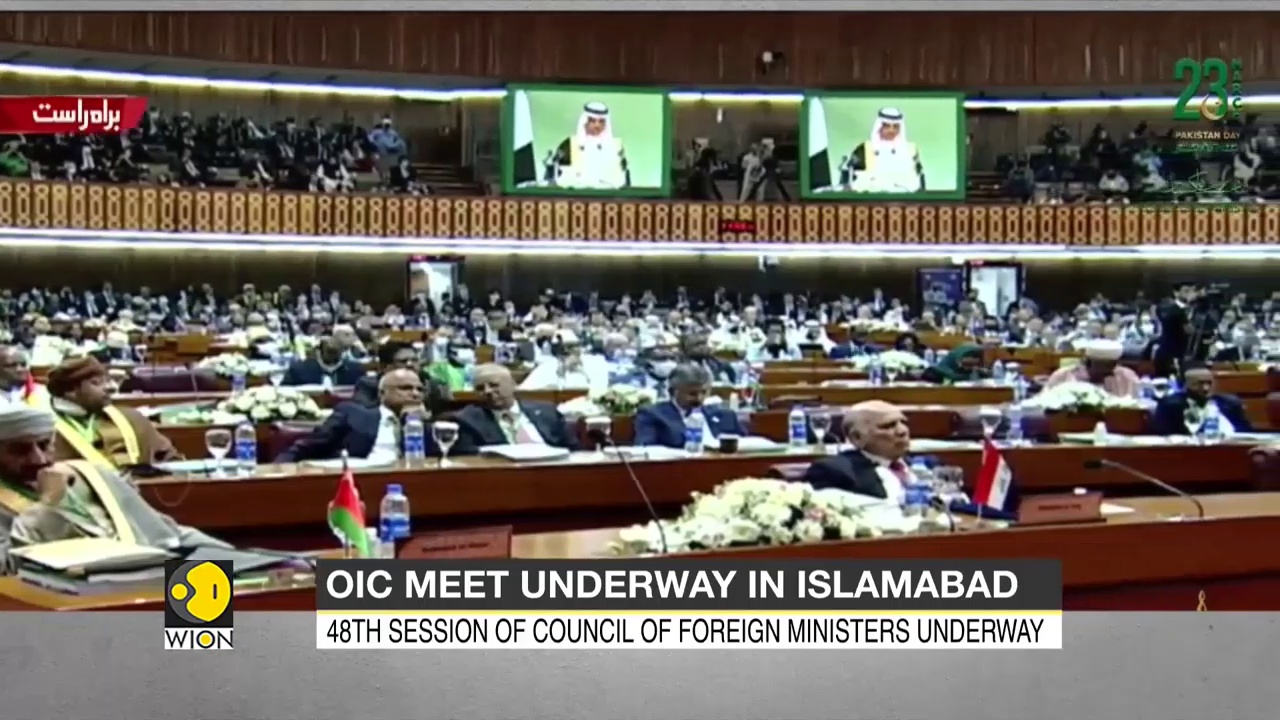 براہ راست
23
MARCH
PAKISTAN DAY
OIC MEET UNDERWAY IN ISLAMABAD
48TH SESSION OF COUNCIL OF FOREIGN MINISTERS UNDERWAY
WION